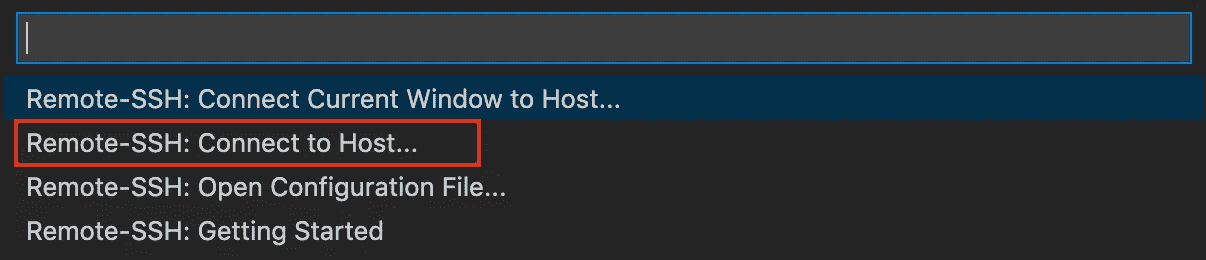 Remote-SSH: Connect Current Window to Host...
Remote-SSH: Connect to Host...
Remote-SSH: Open Configuration File...
Remote-SSH: Getting Started